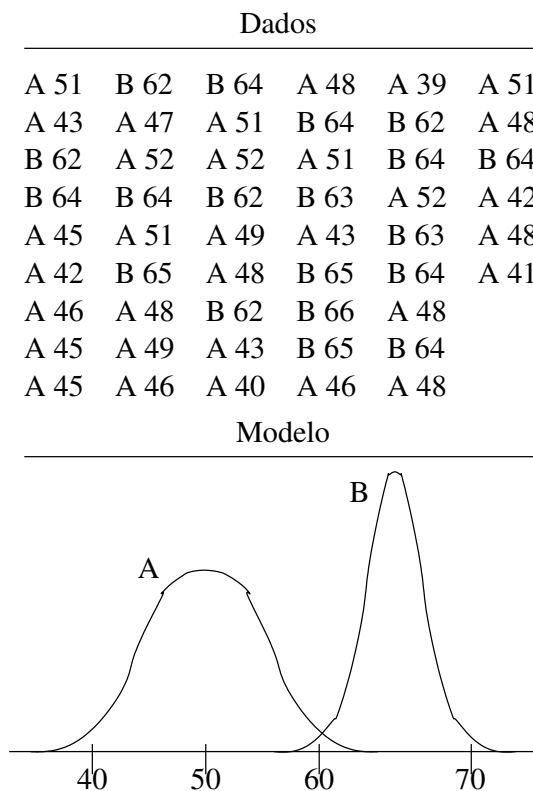 Dados
A 51 B 62 B 64 A 48 A 39 A 51
A 43 A 47 A 51 B 64 B 62 A 48
B 62 A 52 A 52 A 51 B 64 B 64
B 64 B 64 B 62 B 63 A 52 A 42
A 45 A 51 A 49 A 43 B 63 A 48
A 42 B 65 A 48 B 65 B 64 A 41
A 46 A 48 B 62 B 66 A 48
A 45 A 49 A 43 B 65 B 64
A 45 A 46 A 40 A 46 A 48
Modelo
B
A
40 50 60 70